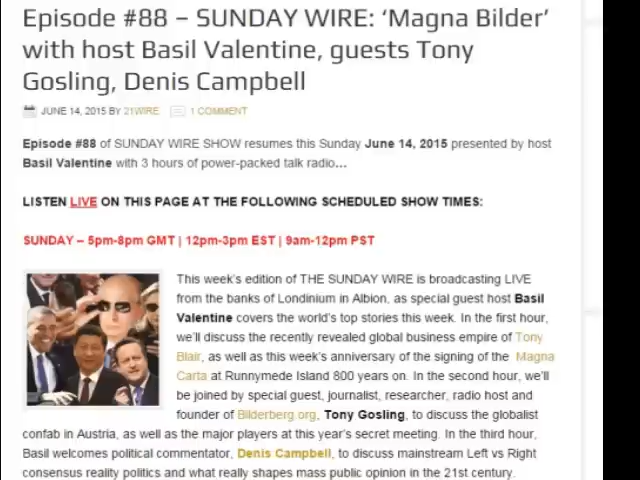 Episode #88 – SUNDAY WIRE: ‘Magna Bilder’
with host Basil Valentine, guests Tony
Gosling, Denis Campbell
JUNE 14, 2015 BY 21WIRE 1 COMMENT
Episode #88 of SUNDAY WIRE SHOW resumes this Sunday June 14, 2015 presented by host
Basil Valentine with 3 hours of power-packed talk radio...
LISTEN LIVE ON THIS PAGE AT THE FOLLOWING SCHEDULED SHOW TIMES:
SUNDAY – 5pm-8pm GMT | 12pm-3pm EST | 9am-12pm PST
This week's edition of THE SUNDAY WIRE is broadcasting LIVE
from the banks of Londinium in Albion, as special guest host Basil
Valentine covers the world's top stories this week. In the first hour,
we'll discuss the recently revealed global business empire of Tony
Blair, as well as this week's anniversary of the signing of the Magna
Carta at Runnymede Island 800 years on. In the second hour, we'll
be joined by special guest, journalist, researcher, radio host and
founder of Bilderberg.org, Tony Gosling, to discuss the globalist
confab in Austria, as well as the major players at this year's secret meeting. In the third hour,
Basil welcomes political commentator, Denis Campbell, to discuss mainstream Left vs Right
consensus reality politics and what really shapes mass public opinion in the 21st century.